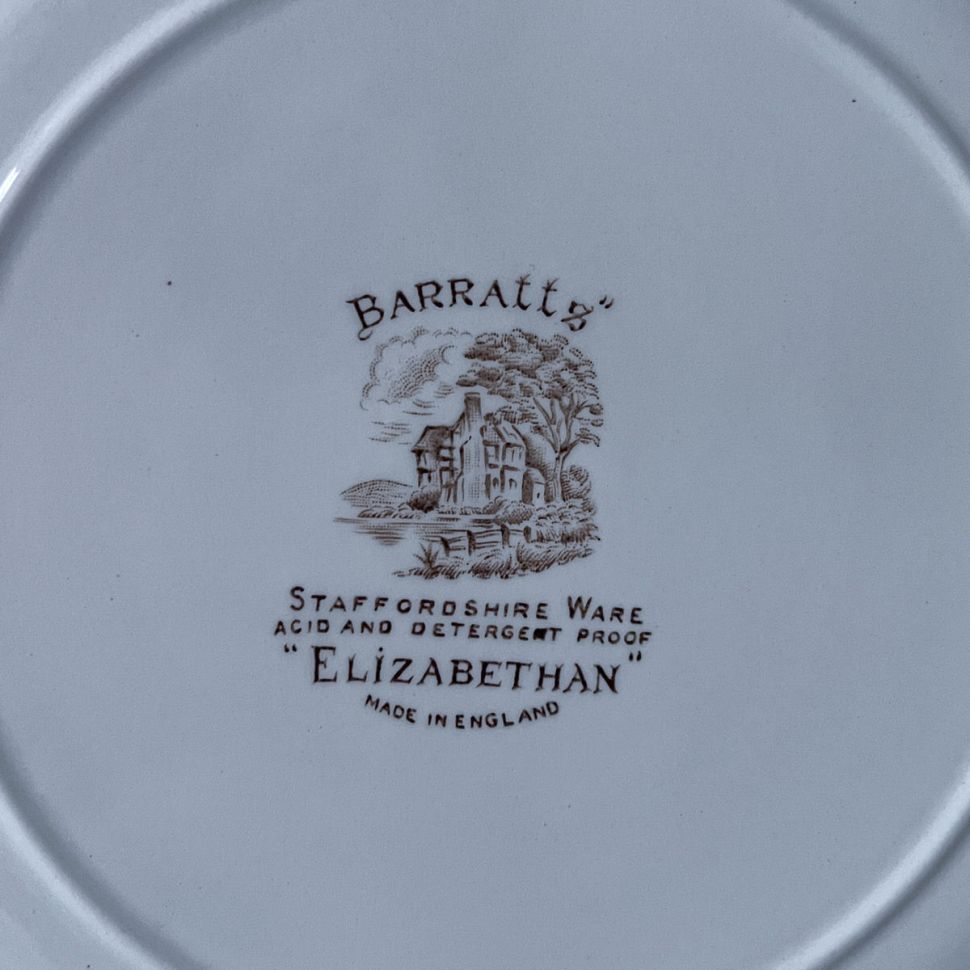 BARRATTS"
STAFFORDSHIRE WARE
ACID AND DETERGENT PROOF
"ELIZABETHAN"
MADE IN ENGLAND